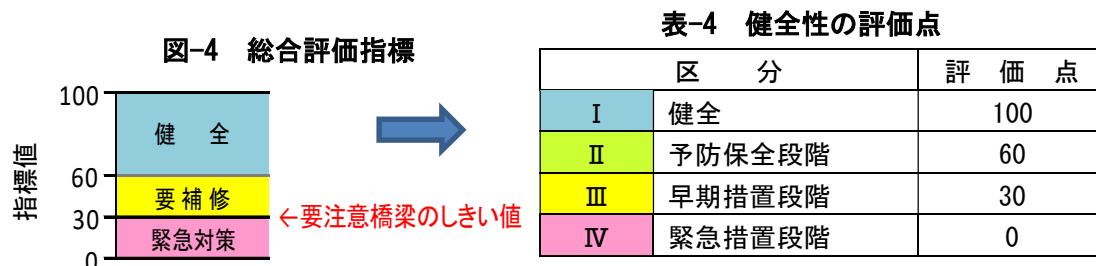 図-4　総合評価指標
指標値
100
健　全
60
要補修
30
←要注意橋梁のしきい値
緊急対策
0
表-4　健全性の評価点
区　分　評　価　点
Ⅰ　健全　100
Ⅱ　予防保全段階　60
Ⅲ　早期措置段階　30
Ⅳ　緊急措置段階　0